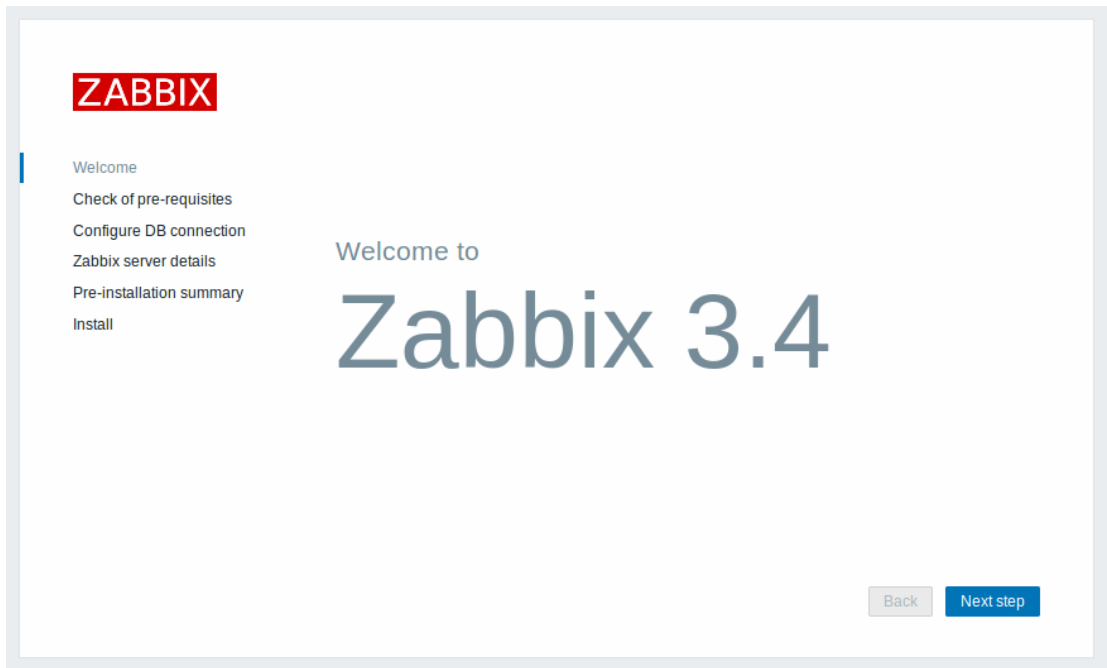 ZABBIX
Welcome
Check of pre-requisites
Configure DB connection
Zabbix server details
Pre-installation summary
Install
Welcome to
Zabbix 3.4
Back
Next step